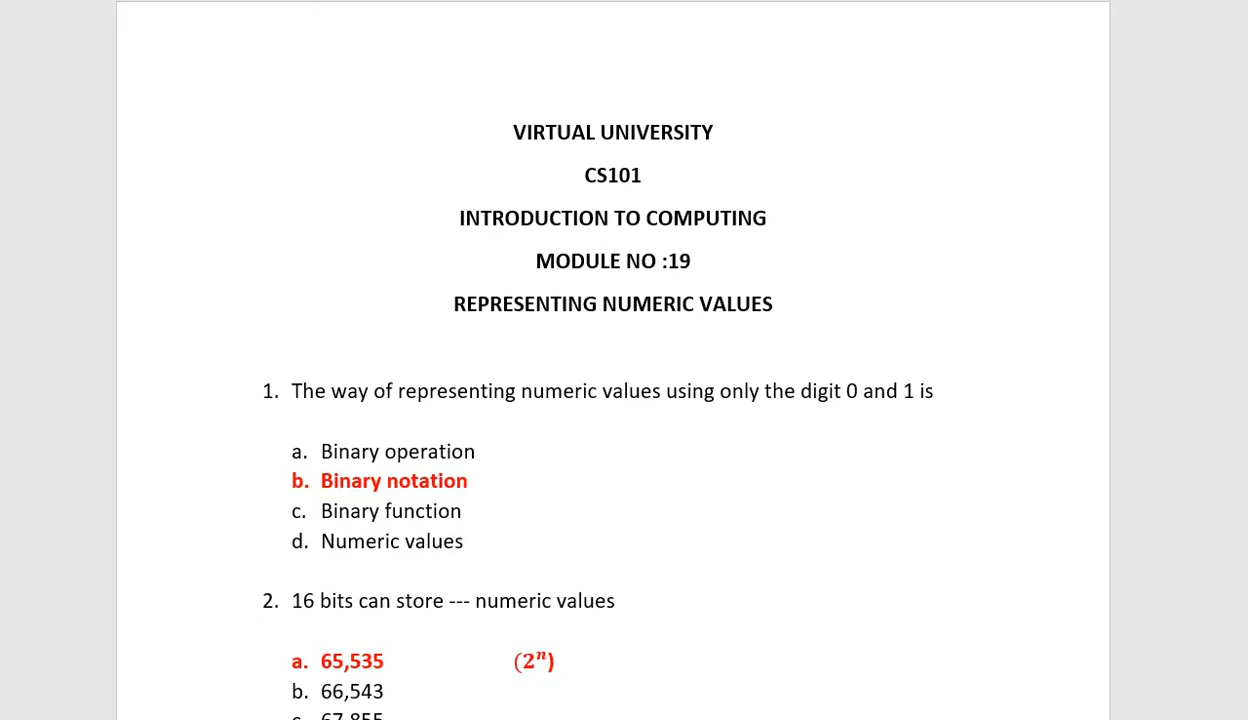 VIRTUAL UNIVERSITY
CS101
INTRODUCTION TO COMPUTING
MODULE NO :19
REPRESENTING NUMERIC VALUES
1. The way of representing numeric values using only the digit 0 and 1 is
a. Binary operation
b. Binary notation
c. Binary function
d. Numeric values
2. 16 bits can store --- numeric values
a. 65,535 (2ⁿ)
b. 66,543
c. 67,855